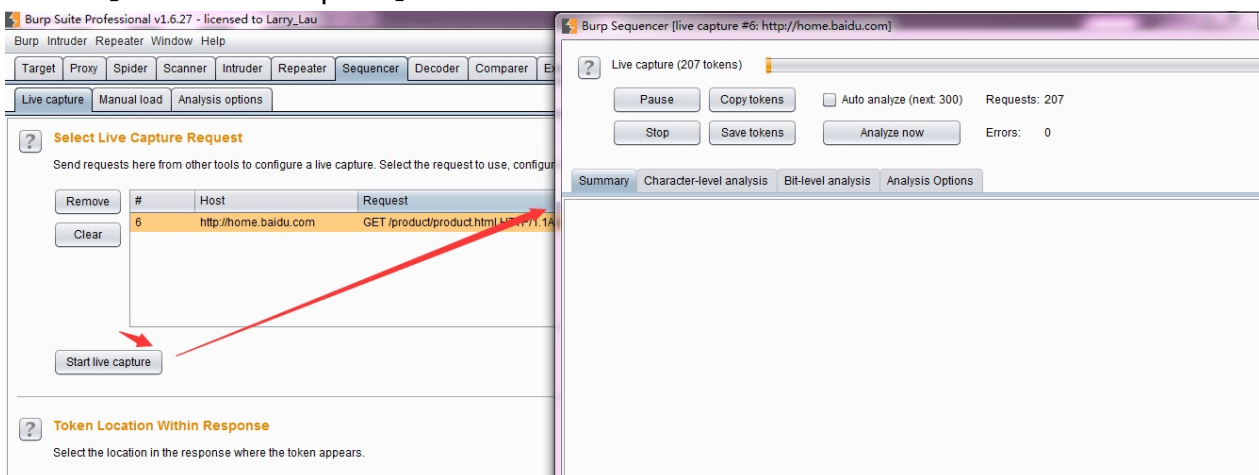 Burp Suite Professional v1.6.27 - licensed to Larry_Lau
Burp Intruder Repeater Window Help
Target Proxy Spider Scanner Intruder Repeater Sequencer Decoder Comparer
Live capture Manual load Analysis options
? Select Live Capture Request
Send requests here from other tools to configure a live capture. Select the request to use, configur
Remove
Clear
# Host Request
6 http://home.baidu.com GET /product/product.html HTTP/1.1
Start live capture
? Token Location Within Response
Select the location in the response where the token appears.
Burp Sequencer [live capture #6: http://home.baidu.com]
? Live capture (207 tokens)
Pause Copy tokens Auto analyze (next: 300) Requests: 207
Stop Save tokens Analyze now Errors: 0
Summary Character-level analysis Bit-level analysis Analysis Options